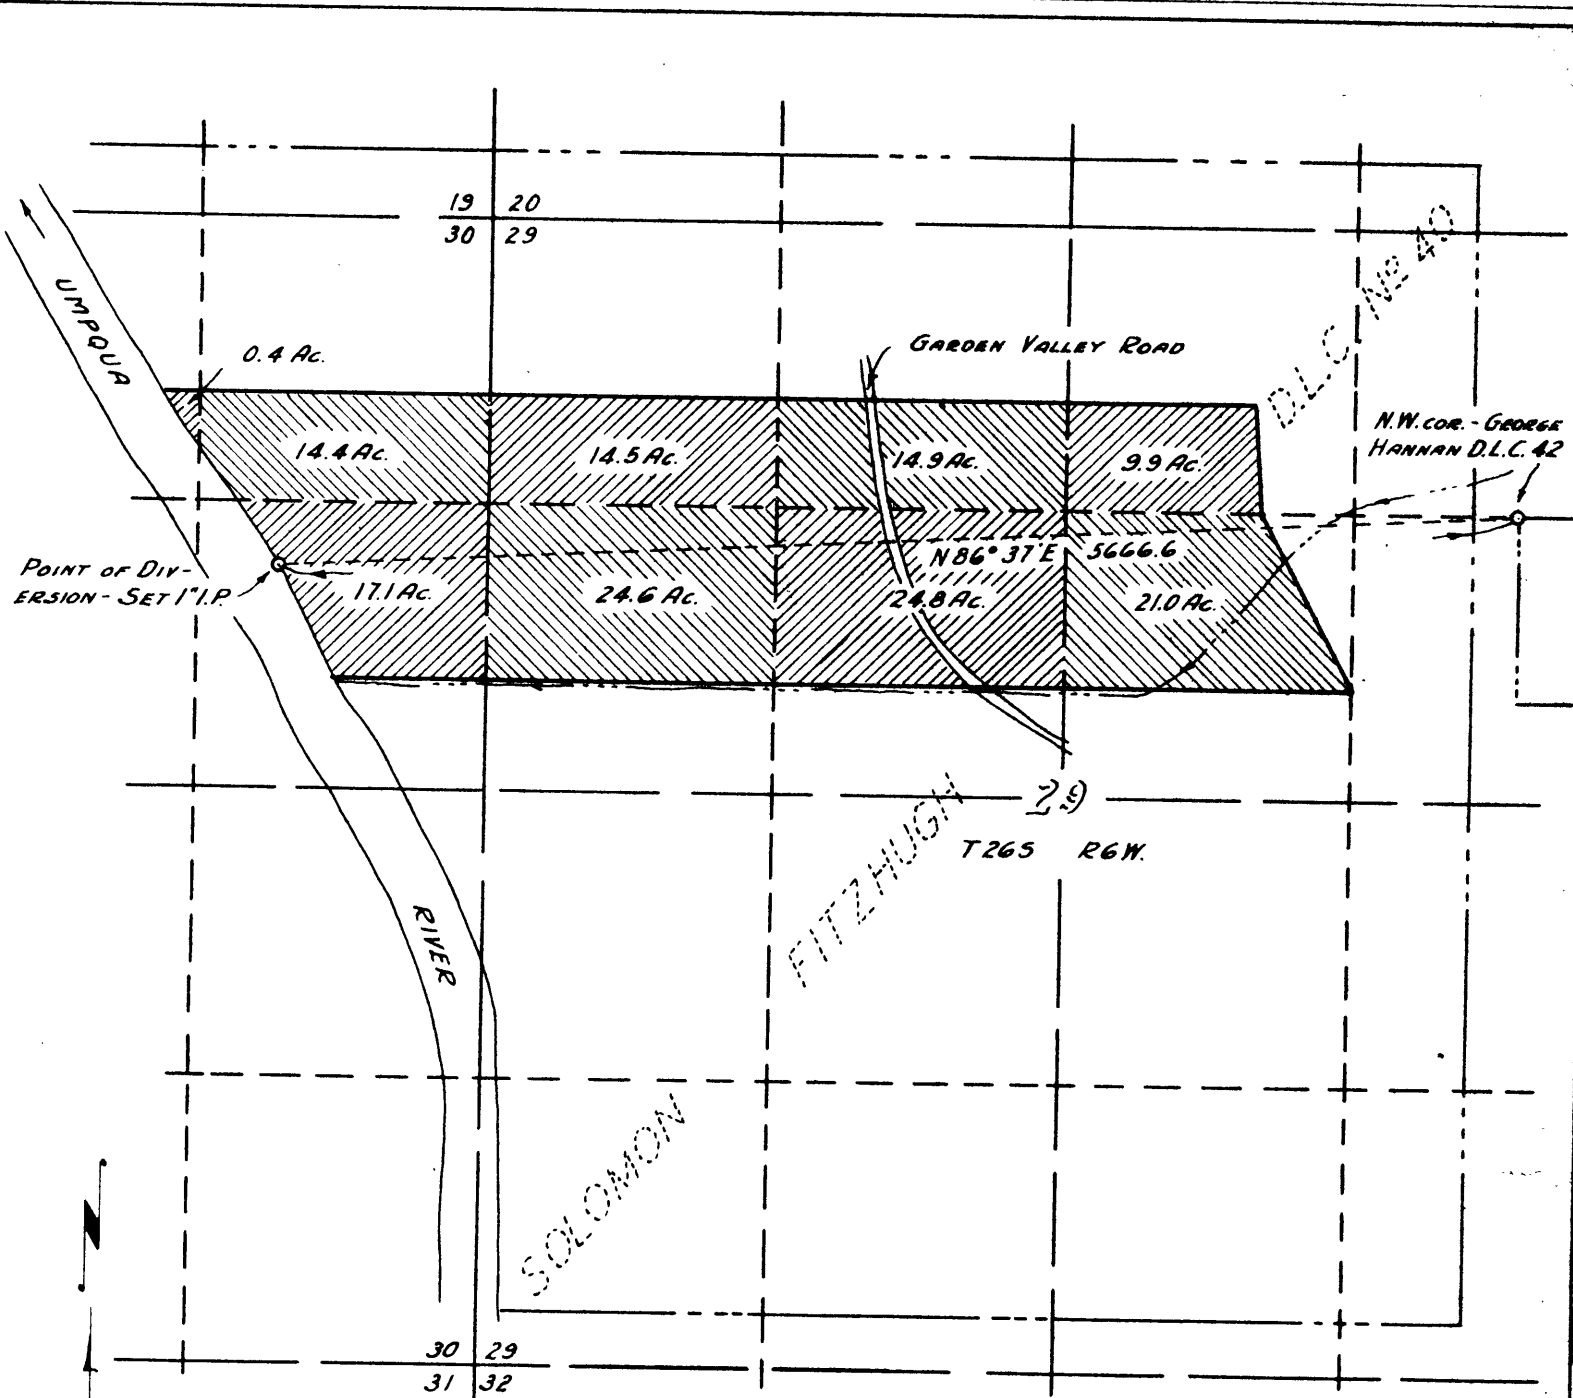 19 20
30 29
UMPQUA
0.4 Ac.
GARDEN VALLEY ROAD
D.L.C. Nº 40
N.W. COR. - GEORGE
HANNAN D.L.C. 42
14.4 Ac.
14.5 Ac.
14.9 Ac.
9.9 Ac.
N 86° 37' E 5666.6
POINT OF DIV-
ERSION - SET 1" I.P.
17.1 Ac.
24.6 Ac.
24.8 Ac.
21.0 Ac.
29
T26S R6W.
FITZHUGH
RIVER
SOLOMON
N
30 29
31 32